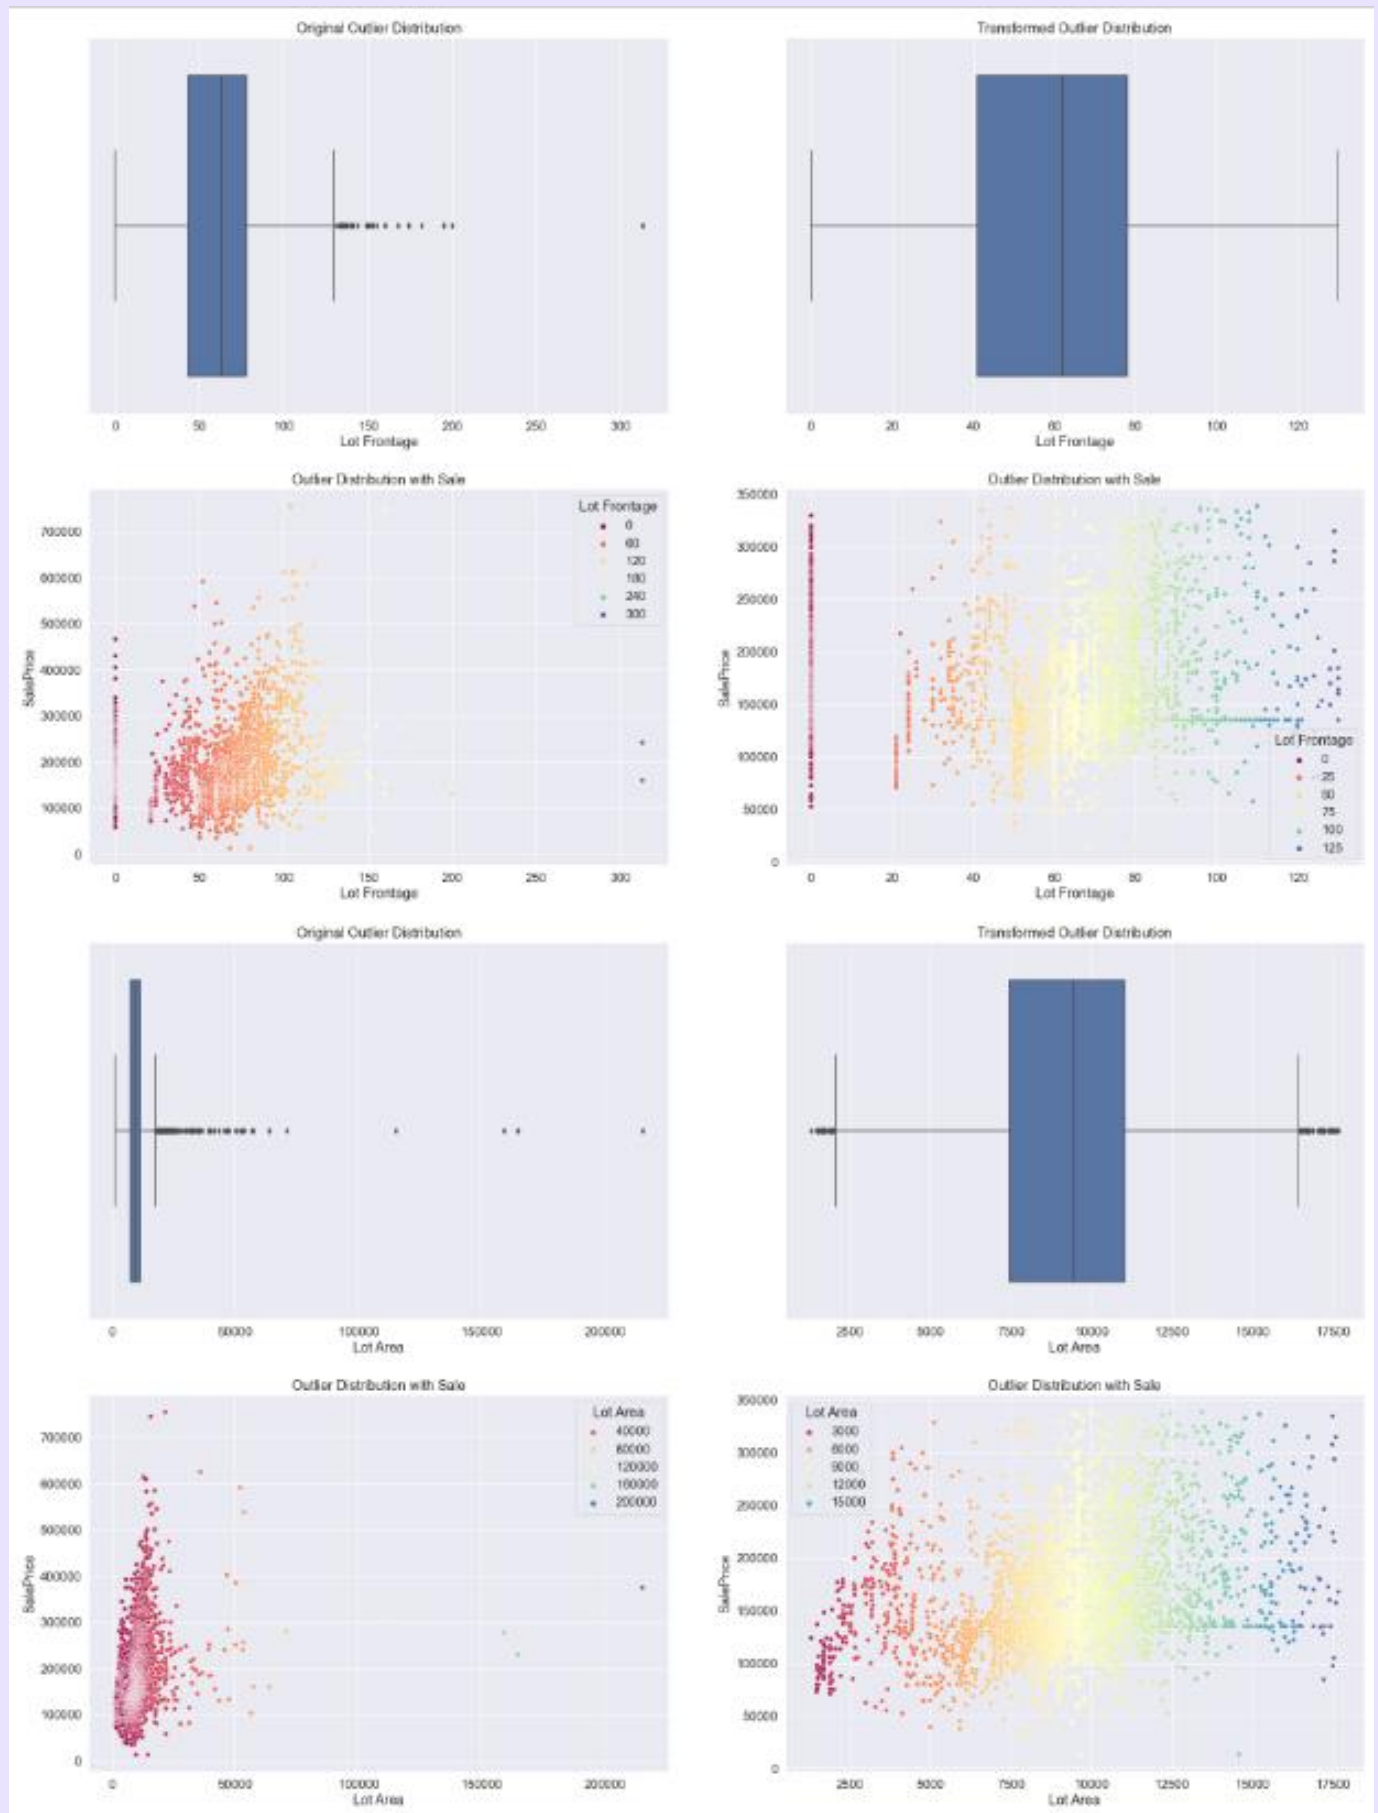 Original Outlier Distribution
0 50 100 150 200 250 300
Lot Frontage
Transformed Outlier Distribution
0 20 40 60 80 100 120
Lot Frontage
Outlier Distribution with Sale
SalePrice
700000
600000
500000
400000
300000
200000
100000
0
Lot Frontage
0
60
120
180
240
300
0 50 100 150 200 250 300
Lot Frontage
Outlier Distribution with Sale
SalePrice
350000
300000
250000
200000
150000
100000
50000
0
Lot Frontage
0
25
50
75
100
125
0 20 40 60 80 100 120
Lot Frontage
Original Outlier Distribution
0 50000 100000 150000 200000
Lot Area
Transformed Outlier Distribution
2500 5000 7500 10000 12500 15000 17500
Lot Area
Outlier Distribution with Sale
SalePrice
700000
600000
500000
400000
300000
200000
100000
0
Lot Area
40000
80000
120000
160000
200000
0 50000 100000 150000 200000
Lot Area
Outlier Distribution with Sale
SalePrice
350000
300000
250000
200000
150000
100000
50000
0
Lot Area
3000
6000
9000
12000
15000
2500 5000 7500 10000 12500 15000 17500
Lot Area